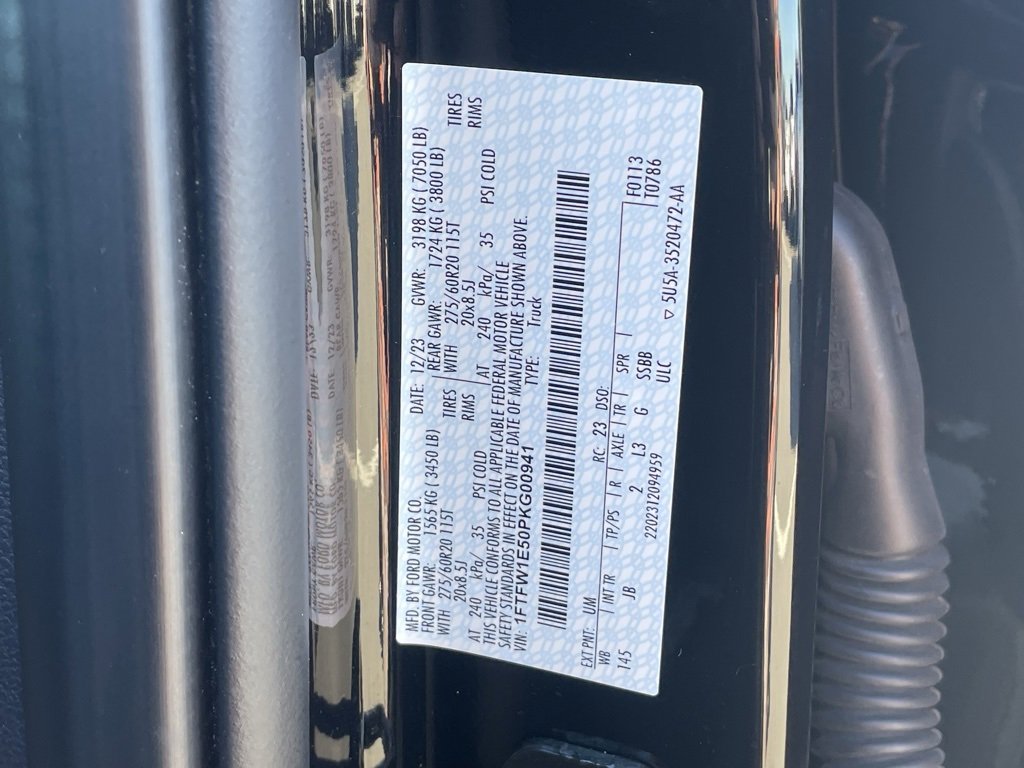 MFD. BY FORD MOTOR CO.
DATE: 12/23 GVWR: 3198 KG ( 7050 LB)
FRONT GAWR: 1565 KG ( 3450 LB)
REAR GAWR: 1724 KG ( 3800 LB)
WITH 275/60R20 115T TIRES
WITH 275/60R20 115T TIRES
20x8.5J RIMS
20x8.5J RIMS
AT 240 kPa/ 35 PSI COLD
AT 240 kPa/ 35 PSI COLD
THIS VEHICLE CONFORMS TO ALL APPLICABLE FEDERAL MOTOR VEHICLE
SAFETY STANDARDS IN EFFECT ON THE DATE OF MANUFACTURE SHOWN ABOVE.
VIN: 1FTFW1E50PKG00941 TYPE: Truck
F0113
T0786
EXT PNT: UM RC: 23 DSO:
WB INTR TP/PS R AXLE TR SPR
145 JB 2 L3 G SSBB
2202312094959 ULC
▽ 5U5A-3520472-AA